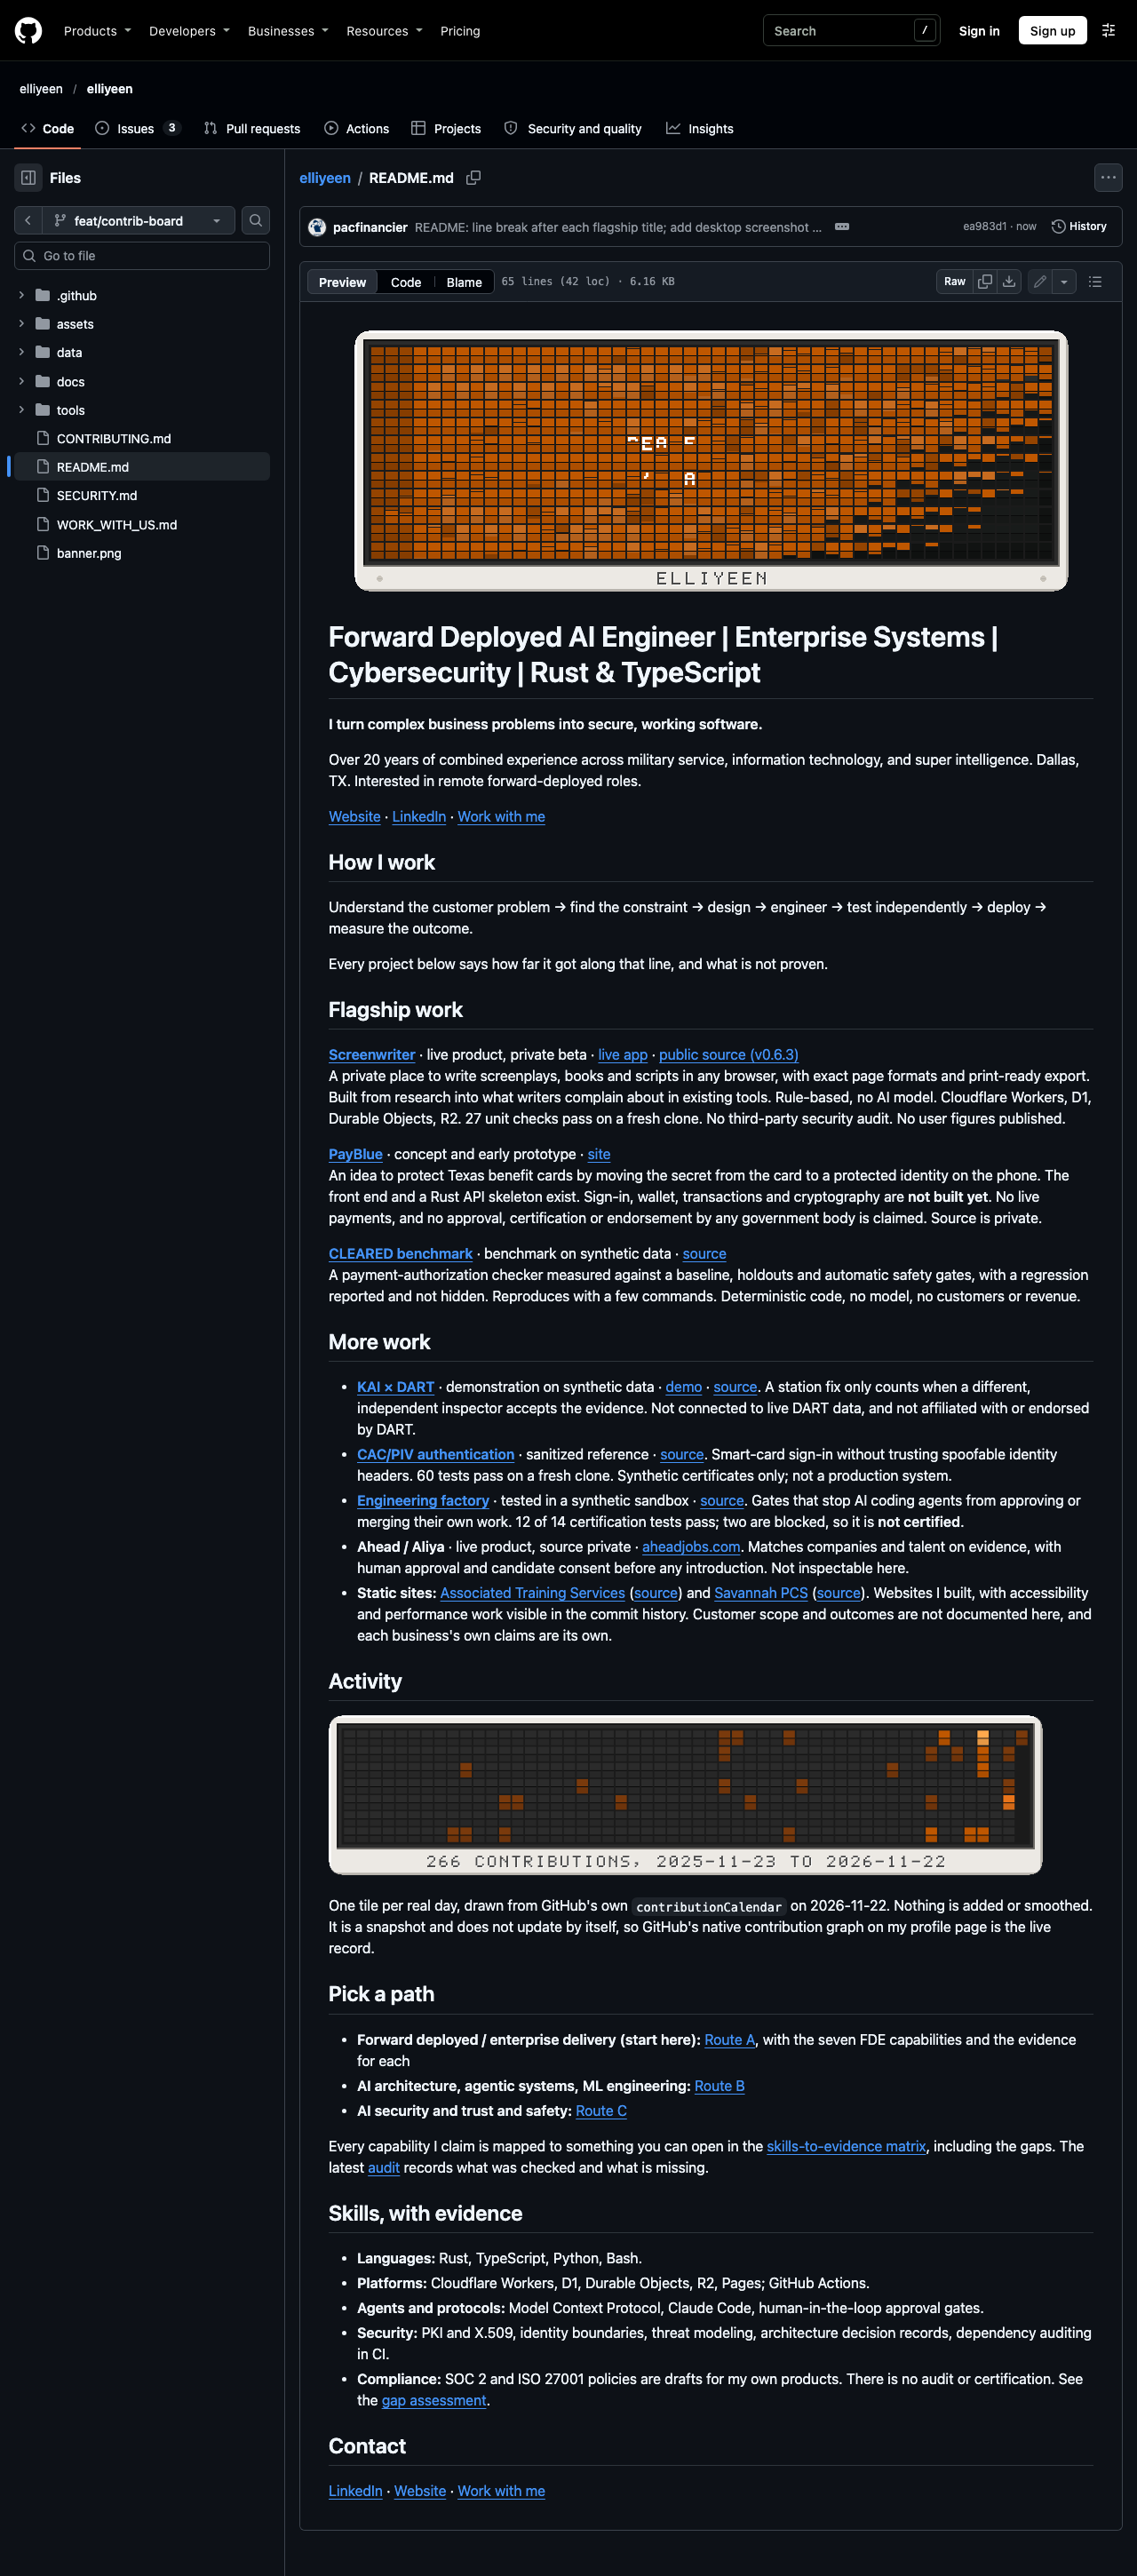 Products
Developers
Businesses
Resources
Pricing
Search
/
Sign in
Sign up
elliyeen / elliyeen
Code
Issues 3
Pull requests
Actions
Projects
Security and quality
Insights
Files
feat/contrib-board
Go to file
.github
assets
data
docs
tools
CONTRIBUTING.md
README.md
SECURITY.md
WORK_WITH_US.md
banner.png
elliyeen / README.md
pacfinancier README: line break after each flagship title; add desktop screenshot ...
ea983d1 · now
History
Preview
Code
Blame
65 lines (42 loc) · 6.16 KB
Raw
ELLIYEEN
Forward Deployed AI Engineer | Enterprise Systems |
Cybersecurity | Rust & TypeScript
I turn complex business problems into secure, working software.
Over 20 years of combined experience across military service, information technology, and super intelligence. Dallas,
TX. Interested in remote forward-deployed roles.
Website · LinkedIn · Work with me
How I work
Understand the customer problem → find the constraint → design → engineer → test independently → deploy →
measure the outcome.
Every project below says how far it got along that line, and what is not proven.
Flagship work
Screenwriter · live product, private beta · live app · public source (v0.6.3)
A private place to write screenplays, books and scripts in any browser, with exact page formats and print-ready export.
Built from research into what writers complain about in existing tools. Rule-based, no AI model. Cloudflare Workers, D1,
Durable Objects, R2. 27 unit checks pass on a fresh clone. No third-party security audit. No user figures published.
PayBlue · concept and early prototype · site
An idea to protect Texas benefit cards by moving the secret from the card to a protected identity on the phone. The
front end and a Rust API skeleton exist. Sign-in, wallet, transactions and cryptography are not built yet. No live
payments, and no approval, certification or endorsement by any government body is claimed. Source is private.
CLEARED benchmark · benchmark on synthetic data · source
A payment-authorization checker measured against a baseline, holdouts and automatic safety gates, with a regression
reported and not hidden. Reproduces with a few commands. Deterministic code, no model, no customers or revenue.
More work
• KAI × DART · demonstration on synthetic data · demo · source. A station fix only counts when a different,
independent inspector accepts the evidence. Not connected to live DART data, and not affiliated with or endorsed
by DART.
• CAC/PIV authentication · sanitized reference · source. Smart-card sign-in without trusting spoofable identity
headers. 60 tests pass on a fresh clone. Synthetic certificates only; not a production system.
• Engineering factory · tested in a synthetic sandbox · source. Gates that stop AI coding agents from approving or
merging their own work. 12 of 14 certification tests pass; two are blocked, so it is not certified.
• Ahead / Aliya · live product, source private · aheadjobs.com. Matches companies and talent on evidence, with
human approval and candidate consent before any introduction. Not inspectable here.
• Static sites: Associated Training Services (source) and Savannah PCS (source). Websites I built, with accessibility
and performance work visible in the commit history. Customer scope and outcomes are not documented here, and
each business's own claims are its own.
Activity
266 CONTRIBUTIONS, 2025-11-23 TO 2026-11-22
One tile per real day, drawn from GitHub's own contributionCalendar on 2026-11-22. Nothing is added or smoothed.
It is a snapshot and does not update by itself, so GitHub's native contribution graph on my profile page is the live
record.
Pick a path
• Forward deployed / enterprise delivery (start here): Route A, with the seven FDE capabilities and the evidence
for each
• AI architecture, agentic systems, ML engineering: Route B
• AI security and trust and safety: Route C
Every capability I claim is mapped to something you can open in the skills-to-evidence matrix, including the gaps. The
latest audit records what was checked and what is missing.
Skills, with evidence
• Languages: Rust, TypeScript, Python, Bash.
• Platforms: Cloudflare Workers, D1, Durable Objects, R2, Pages; GitHub Actions.
• Agents and protocols: Model Context Protocol, Claude Code, human-in-the-loop approval gates.
• Security: PKI and X.509, identity boundaries, threat modeling, architecture decision records, dependency auditing
in CI.
• Compliance: SOC 2 and ISO 27001 policies are drafts for my own products. There is no audit or certification. See
the gap assessment.
Contact
LinkedIn · Website · Work with me